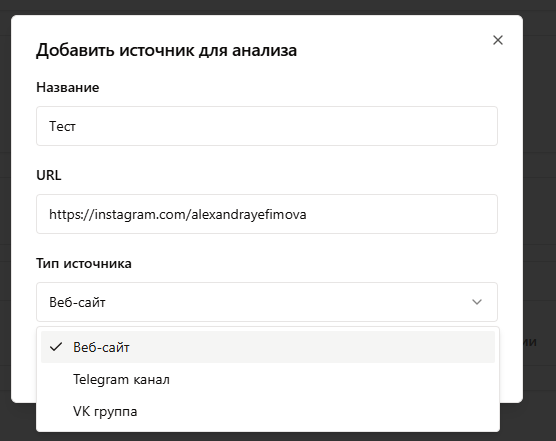 Добавить источник для анализа
Название
Тест
URL
https://instagram.com/alexandrayefimova
Тип источника
Веб-сайт
Веб-сайт
Telegram канал
VK группа